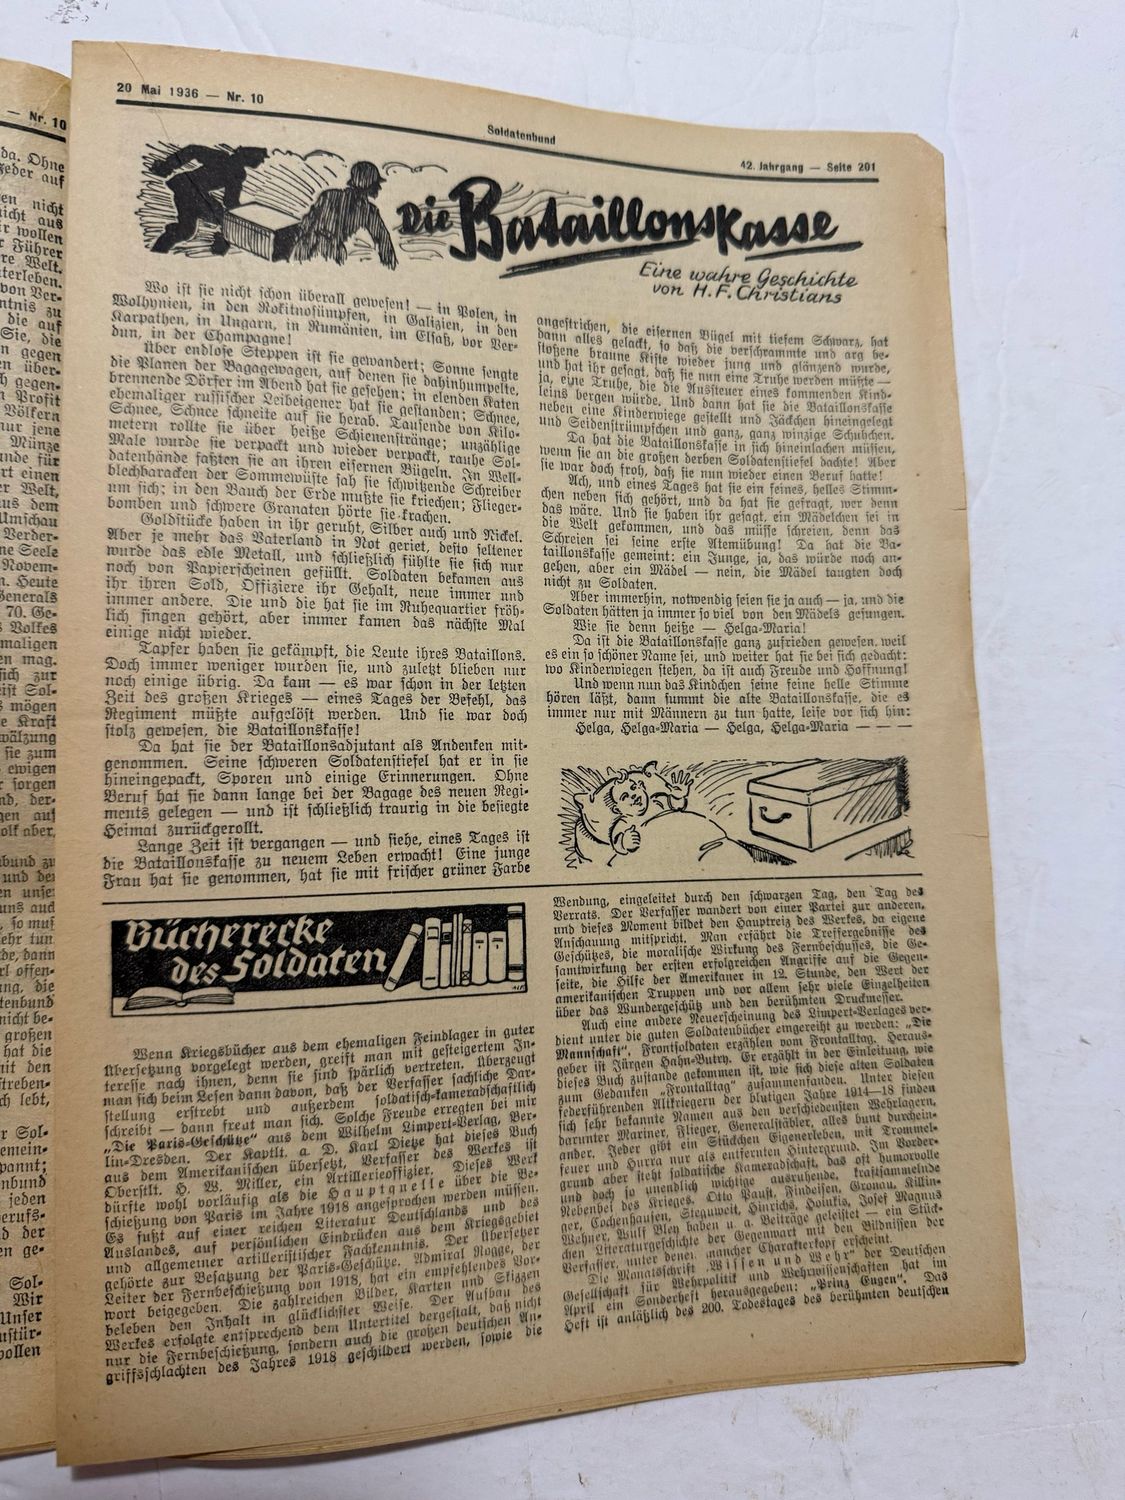 20 Mai 1936 — Nr. 10
Soldatenbund
42. Jahrgang — Seite 201
Die Bataillonskasse
Eine wahre Geschichte
von H.F. Christians
Wo ist sie nicht schon überall gewesen! — in Polen, in
Wolhynien, in den Rokitnosümpfen, in Galizien, in den
Karpathen, in Ungarn, in Rumänien, im Elsaß, vor Ver-
dun, in der Champagne!
Über endlose Steppen ist sie gewandert; Sonne sengte
die Planen der Bagagewagen, auf denen sie dahinhumpelte,
brennende Dörfer im Abend hat sie gesehen; in elenden Katen
ehemaliger russischer Leibeigener hat sie gestanden; Schnee,
Schnee, Schnee schneite auf sie herab. Tausende von Kilo-
metern rollte sie über heiße Schienenstränge; unzählige
Male wurde sie verpackt und wieder verpackt, rauhe Sol-
datenhände faßten sie an ihren eisernen Bügeln. In Well-
blechbaracken der Sommewüste sah sie schwitzende Schreiber
um sich; in den Bauch der Erde mußte sie kriechen; Flieger-
bomben und schwere Granaten hörte sie krachen.
Goldstücke haben in ihr geruht, Silber auch und Nickel.
Aber je mehr das Vaterland in Not geriet, desto seltener
wurde das edle Metall, und schließlich fühlte sie sich nur
noch von Papierscheinen gefüllt. Soldaten bekamen aus
ihr ihren Sold, Offiziere ihr Gehalt, neue immer und
immer andere. Die und die hat sie im Ruhequartier fröh-
lich singen gehört, aber immer kamen das nächste Mal
einige nicht wieder.
Tapfer haben sie gekämpft, die Leute ihres Bataillons.
Doch immer weniger wurden sie, und zuletzt blieben nur
noch einige übrig. Da kam — es war schon in der letzten
Zeit des großen Krieges — eines Tages der Befehl, das
Regiment müßte aufgelöst werden. Und sie war doch
stolz gewesen, die Bataillonskasse!
Da hat sie der Bataillonsadjutant als Andenken mit-
genommen. Seine schweren Soldatenstiefel hat er in sie
hineingepackt, Sporen und einige Erinnerungen. Ohne
Beruf hat sie dann lange bei der Bagage des neuen Regi-
ments gelegen — und ist schließlich traurig in die besiegte
Heimat zurückgerollt.
Lange Zeit ist vergangen — und siehe, eines Tages ist
die Bataillonskasse zu neuem Leben erwacht! Eine junge
Frau hat sie genommen, hat sie mit frischer grüner Farbe
angestrichen, die eisernen Bügel mit tiefem Schwarz, hat
dann alles gelackt, so daß die verschrammte und arg be-
stoßene braune Kiste wieder jung und glänzend wurde,
und hat ihr gesagt, daß sie nun eine Truhe werden müßte —
ja, eine Truhe, die die Aussteuer eines kommenden Kind-
leins bergen würde. Und dann hat sie die Bataillonskasse
neben eine Kinderwiege gestellt und Jäckchen hineingelegt
und Seidenstrümpfchen und ganz, ganz winzige Schuhchen.
Da hat die Bataillonskasse in sich hineinlachen müssen,
wenn sie an die großen derben Soldatenstiefel dachte! Aber
sie war doch froh, daß sie nun wieder einen Beruf hatte!
Ach, und eines Tages hat sie ein feines, helles Stimm-
chen neben sich gehört, und da hat sie gefragt, wer denn
das wäre. Und sie haben ihr gesagt, ein Mädelchen sei in
die Welt gekommen, und das müsse schreien, denn das
Schreien sei seine erste Atemübung! Da hat die Ba-
taillonskasse gemeint: ein Junge, ja, das würde noch an-
gehen, aber ein Mädel — nein, die Mädel taugten doch
nicht zu Soldaten.
Aber immerhin, notwendig seien sie ja auch — ja, und die
Soldaten hätten ja immer so viel von den Mädels gesungen.
Wie sie denn heiße — Helga-Maria!
Da ist die Bataillonskasse ganz zufrieden gewesen, weil
es ein so schöner Name sei, und weiter hat sie bei sich gedacht:
wo Kinderwiegen stehen, da ist auch Freude und Hoffnung!
Und wenn nun das Kindchen seine feine helle Stimme
hören läßt, dann summt die alte Bataillonskasse, die es
immer nur mit Männern zu tun hatte, leise vor sich hin:
Helga, Helga-Maria — Helga, Helga-Maria — — —
Bücherecke
des Soldaten
Wenn Kriegsbücher aus dem ehemaligen Feindlager in guter
Übersetzung vorgelegt werden, greift man mit gesteigertem In-
teresse nach ihnen, denn sie sind spärlich vertreten. Überzeugt
man sich beim Lesen dann davon, daß der Verfasser sachliche Dar-
stellung erstrebt und außerdem soldatisch-kameradschaftlich
schreibt — dann freut man sich. Solche Freude erregten bei mir
„Die Paris-Geschütze“ aus dem Wilhelm Limpert-Verlag, Ber-
lin-Dresden. Der Kaptlt. a. D. Karl Dietze hat dieses Buch
aus dem Amerikanischen übersetzt, Verfasser des Werkes ist
Oberstlt. H. W. Miller, ein Artillerieoffizier. Dieses Werk
dürfte wohl vorläufig als die Hauptquelle über die Be-
schießung von Paris im Jahre 1918 angesprochen werden müssen.
Es fußt auf einer reichen Literatur Deutschlands und des
Auslandes, auf persönlichen Eindrücken aus dem Kriegsgebiet
und allgemeiner artilleristischer Fachkenntnis. Der Übersetzer
gehörte zur Besatzung der Paris-Geschütze. Admiral Rogge, der
Leiter der Fernbeschießung von 1918, hat ein empfehlendes Vor-
wort beigegeben. Die zahlreichen Bilder, Karten und Skizzen
beleben den Inhalt in glücklichster Weise. Der Aufbau des
Werkes erfolgte entsprechend dem Untertitel dergestalt, daß nicht
nur die Fernbeschießung, sondern auch die großen deutschen An-
griffsschlachten des Jahres 1918 geschildert werden, sowie die
Wendung, eingeleitet durch den schwarzen Tag, den Tag des
Verrats. Der Verfasser wandert von einer Partei zur anderen,
und dieses Moment bildet den Hauptreiz des Werkes, da eigene
Anschauung mitspricht. Man erfährt die Treffergebnisse des
Geschützes, die moralische Wirkung des Fernbeschusses, die Ge-
samtwirkung der ersten erfolgreichen Angriffe auf die Gegen-
seite, die Hilfe der Amerikaner in 12. Stunde, den Wert der
amerikanischen Truppen und vor allem sehr viele Einzelheiten
über das Wundergeschütz und den berühmten Druckmesser.
Auch eine andere Neuerscheinung des Limpert-Verlages ver-
dient unter die guten Soldatenbücher eingereiht zu werden: „Die
Mannschaft“, Frontsoldaten erzählen vom Frontalltag. Heraus-
geber ist Jürgen Hahn-Butry. Er erzählt in der Einleitung, wie
dieses Buch zustande gekommen ist, wie sich diese alten Soldaten
zum Gedanken „Frontalltag“ zusammenfanden. Unter diesen
federführenden Altkriegern der blutigen Jahre 1914—18 finden
sich sehr bekannte Namen aus den verschiedensten Wehrlagern,
darunter Mariner, Flieger, Generalstäbler, alles bunt durchein-
ander. Jeder gibt ein Stückchen Eigenerleben, mit Trommel-
feuer und Hurra nur als entfernten Hintergrund. Im Vorder-
grund aber steht soldatische Kameradschaft, das oft humorvolle
und doch so unendlich wichtige ausruhende, kraftsammelnde
Nebenbei des Krieges. Otto Paust, Findeisen, Gronau, Killin-
ger, Cochenhausen, Steguweit, Hinrichs, Hoinkis, Josef Magnus
Wehner, Wulf Bley haben u. a. Beiträge geleistet — ein Stück-
chen Literaturgeschichte der Gegenwart mit den Bildnissen der
Verfasser, unter denen mancher Charakterkopf erscheint.
Die Monatsschrift „Wissen und Wehr“ der Deutschen
Gesellschaft für Wehrpolitik und Wehrwissenschaften hat im
April ein Sonderheft herausgegeben: „Prinz Eugen“. Das
Heft ist anläßlich des 200. Todestages des berühmten deutschen